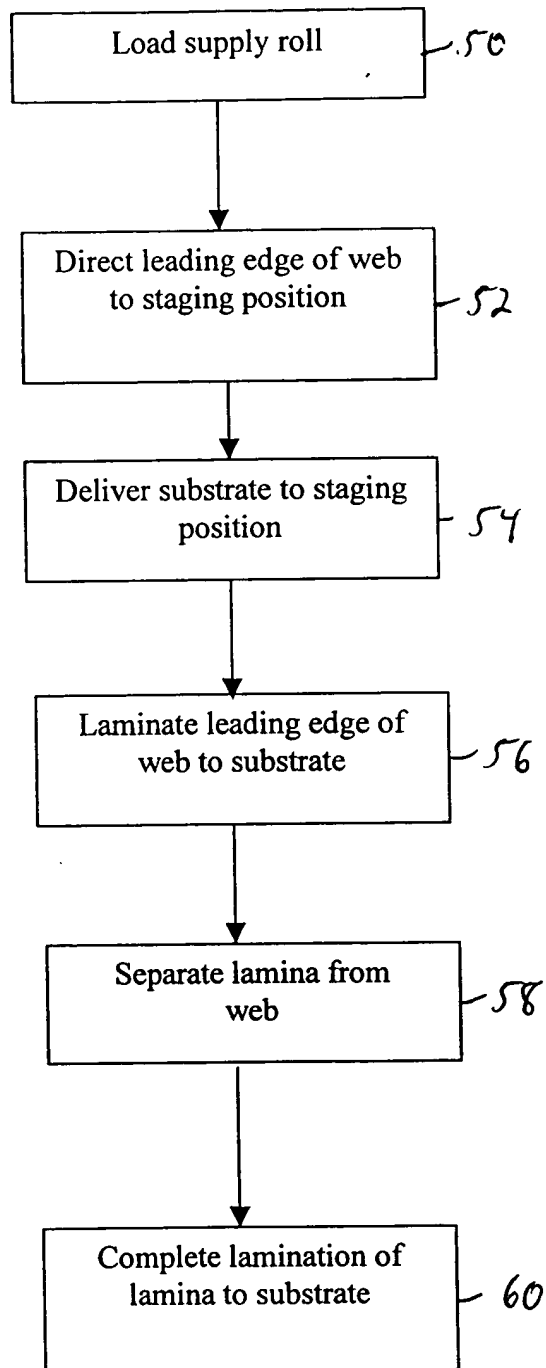 Load supply roll
50
Direct leading edge of web
to staging position
52
Deliver substrate to staging
position
54
Laminate leading edge of
web to substrate
56
Separate lamina from
web
58
Complete lamination of
lamina to substrate
60